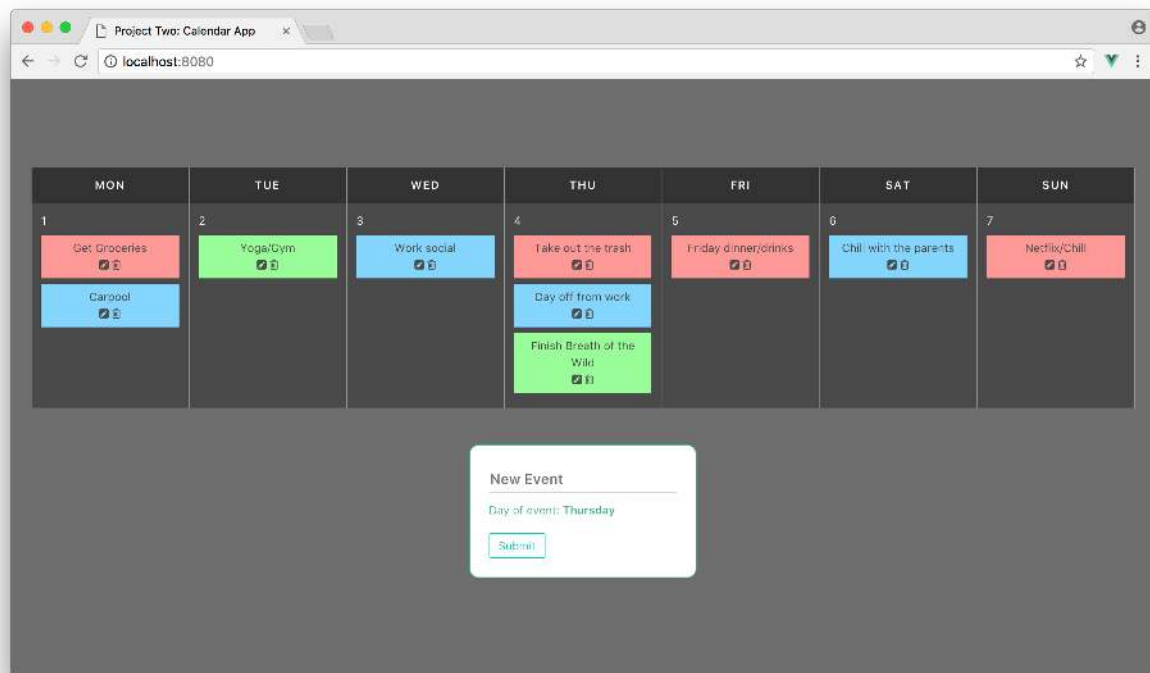 Project Two: Calendar App
localhost:8080
MON TUE WED THU FRI SAT SUN
1 2 3 4 5 6 7
Get Groceries Yoga/Gym Work social Take out the trash Friday dinner/drinks Chill with the parents Netflix/Chill
Carpool Day off from work
Finish Breath of the
Wild
New Event
Day of event: Thursday
Submit